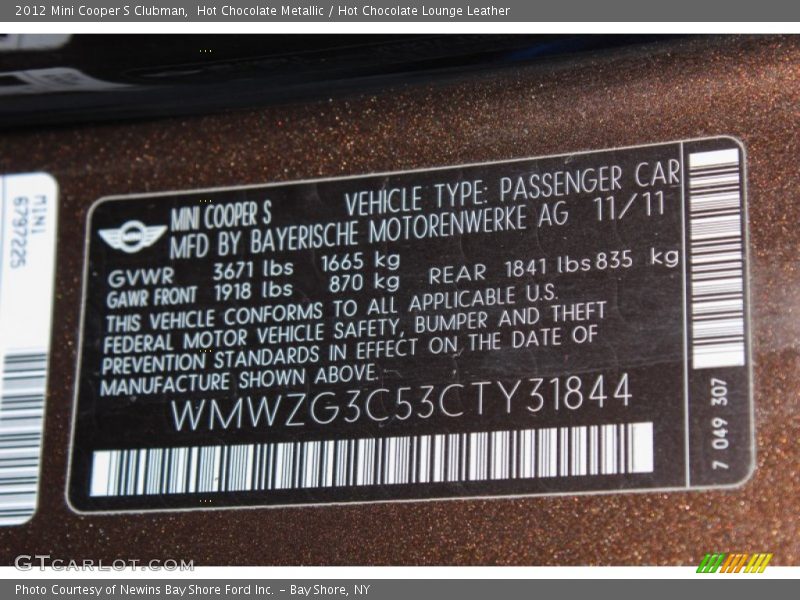 2012 Mini Cooper S Clubman,  Hot Chocolate Metallic / Hot Chocolate Lounge Leather
MINI
6797225
MINI COOPER S VEHICLE TYPE: PASSENGER CAR
MFD BY BAYERISCHE MOTORENWERKE AG 11/11
GVWR 3671 lbs 1665 kg
GAWR FRONT 1918 lbs 870 kg REAR 1841 lbs 835 kg
THIS VEHICLE CONFORMS TO ALL APPLICABLE U.S.
FEDERAL MOTOR VEHICLE SAFETY, BUMPER AND THEFT
PREVENTION STANDARDS IN EFFECT ON THE DATE OF
MANUFACTURE SHOWN ABOVE.
WMWZG3C53CTY31844
7 049 307
GTCARLOT.COM
Photo Courtesy of Newins Bay Shore Ford Inc. - Bay Shore, NY